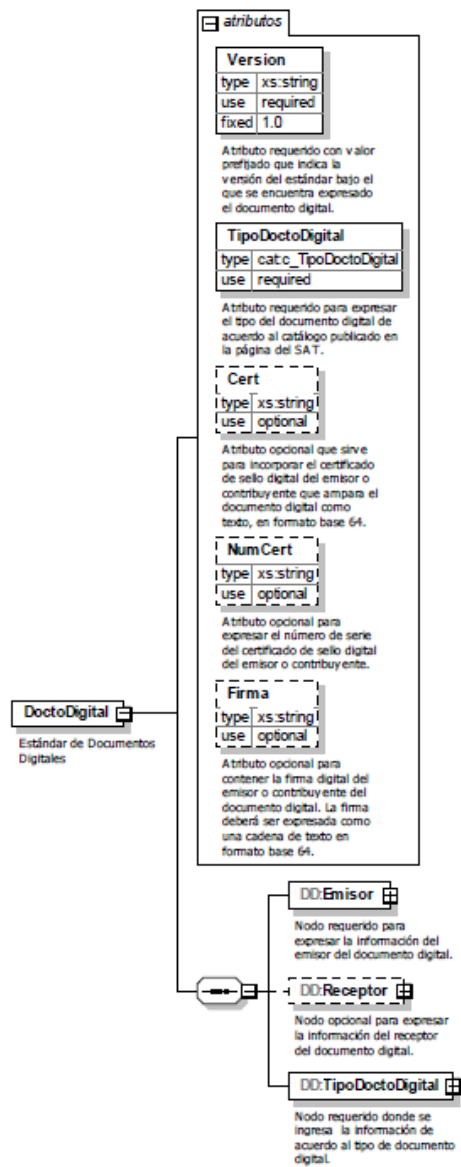 atributos
Version
type xs:string
use required
fixed 1.0
Atributo requerido con valor
prefijado que indica la
versión del estándar bajo el
que se encuentra expresado
el documento digital.
TipoDoctoDigital
type cat:c_TipoDoctoDigital
use required
Atributo requerido para expresar
el tipo del documento digital de
acuerdo al catálogo publicado en
la página del SAT.
Cert
type xs:string
use optional
Atributo opcional que sirve
para incorporar el certificado
de sello digital del emisor o
contribuyente que ampara el
documento digital como
texto, en formato base 64.
NumCert
type xs:string
use optional
Atributo opcional para
expresar el número de serie
del certificado de sello digital
del emisor o contribuyente.
Firma
type xs:string
use optional
Atributo opcional para
contener la firma digital del
emisor o contribuyente del
documento digital. La firma
deberá ser expresada como
una cadena de texto en
formato base 64.
DoctoDigital
Estándar de Documentos
Digitales
DD:Emisor
Nodo requerido para
expresar la información del
emisor del documento digital.
DD:Receptor
Nodo opcional para expresar
la información del receptor
del documento digital.
DD:TipoDoctoDigital
Nodo requerido donde se
ingresa la información de
acuerdo al tipo de documento
digital.